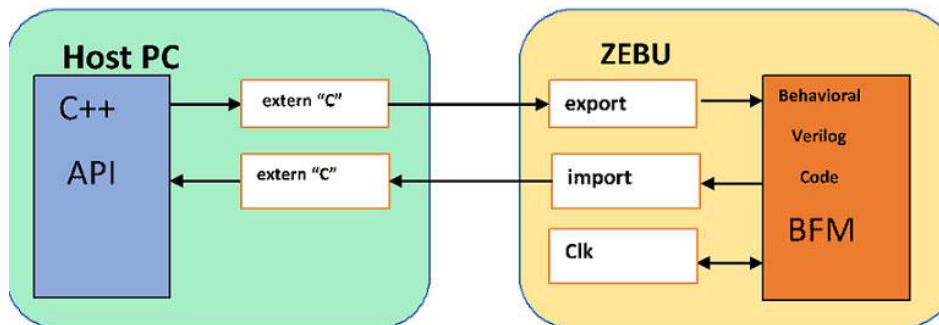 Host PC
C++
API
extern “C”
extern “C”
ZEBU
export
import
Clk
Behavioral
Verilog
Code
BFM